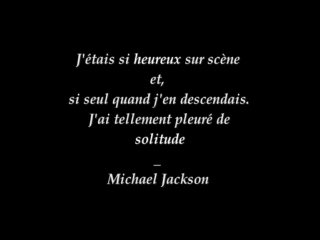 J'étais si heureux sur scène
et,
si seul quand j'en descendais.
J'ai tellement pleuré de
solitude
_
Michael Jackson